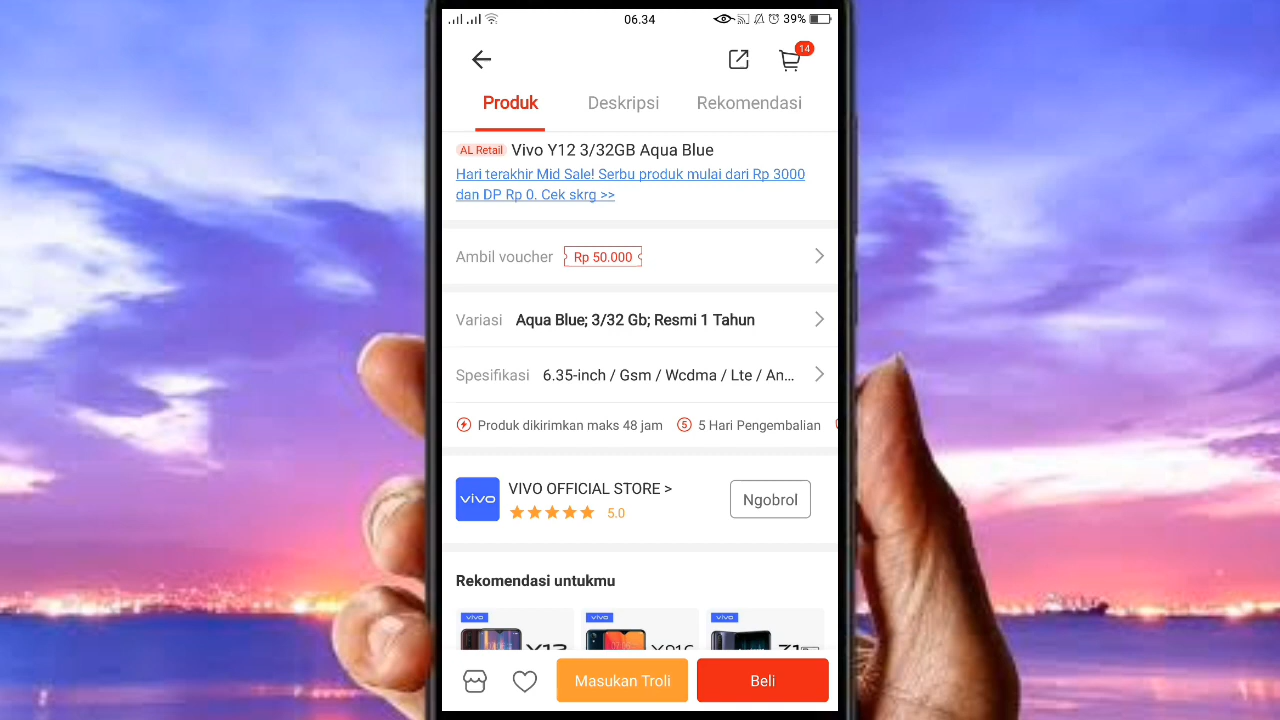 06.34
39%
14
Produk
Deskripsi
Rekomendasi
AL Retail Vivo Y12 3/32GB Aqua Blue
Hari terakhir Mid Sale! Serbu produk mulai dari Rp 3000
dan DP Rp 0. Cek skrg >>
Ambil voucher Rp 50.000
Variasi Aqua Blue; 3/32 Gb; Resmi 1 Tahun
Spesifikasi 6.35-inch / Gsm / Wcdma / Lte / An...
Produk dikirimkan maks 48 jam
5 5 Hari Pengembalian
vivo
VIVO OFFICIAL STORE >
5.0
Ngobrol
Rekomendasi untukmu
vivo
vivo
vivo
Masukan Troli
Beli